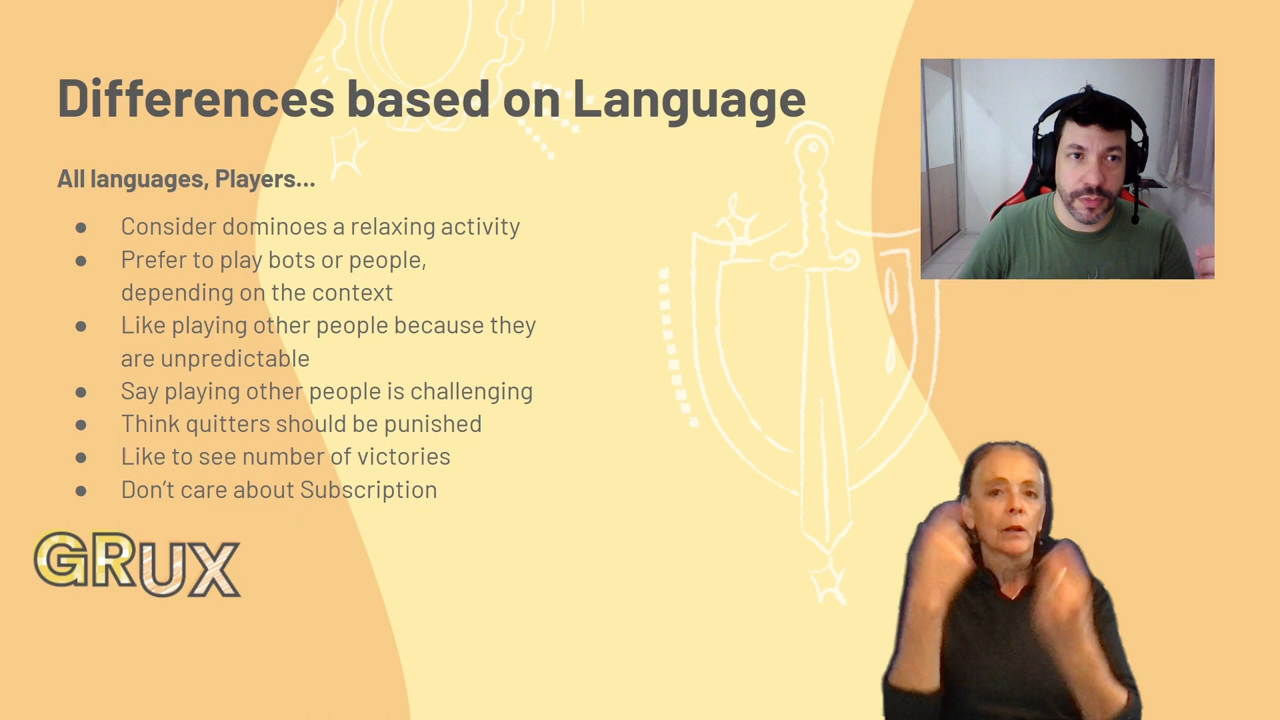 Differences based on Language
All languages, Players...
● Consider dominoes a relaxing activity
● Prefer to play bots or people,
depending on the context
● Like playing other people because they
are unpredictable
● Say playing other people is challenging
● Think quitters should be punished
● Like to see number of victories
● Don’t care about Subscription
GRUX